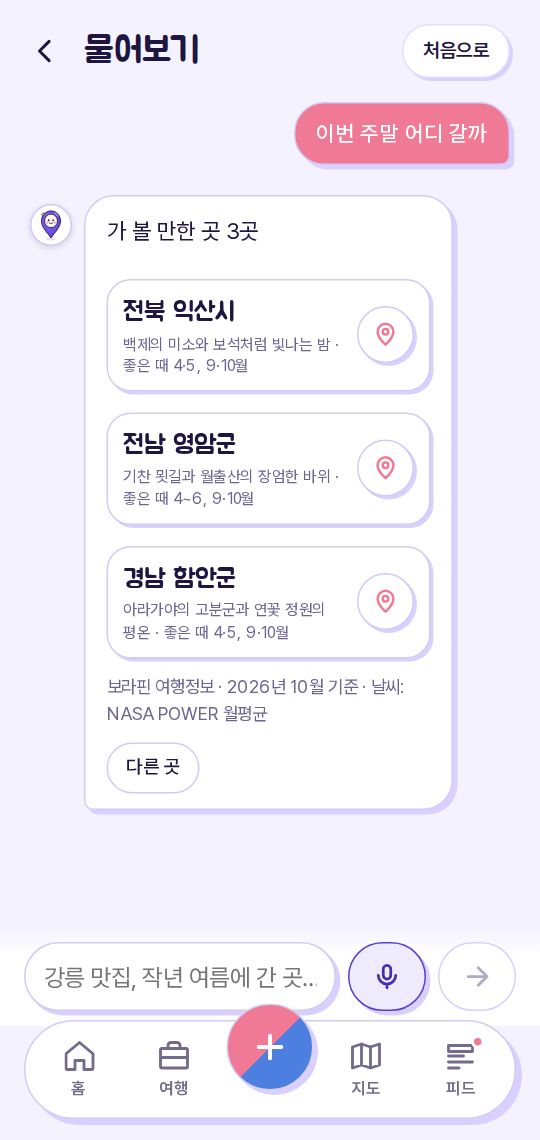 물어보기
처음으로
이번 주말 어디 갈까
가 볼 만한 곳 3곳
전북 익산시
백제의 미소와 보석처럼 빛나는 밤 ·
좋은 때 4·5, 9·10월
전남 영암군
기찬 묏길과 월출산의 장엄한 바위 ·
좋은 때 4~6, 9·10월
경남 함안군
아라가야의 고분군과 연꽃 정원의
평온 · 좋은 때 4·5, 9·10월
보라핀 여행정보 · 2026년 10월 기준 · 날씨:
NASA POWER 월평균
다른 곳
강릉 맛집, 작년 여름에 간 곳...
홈
여행
지도
피드